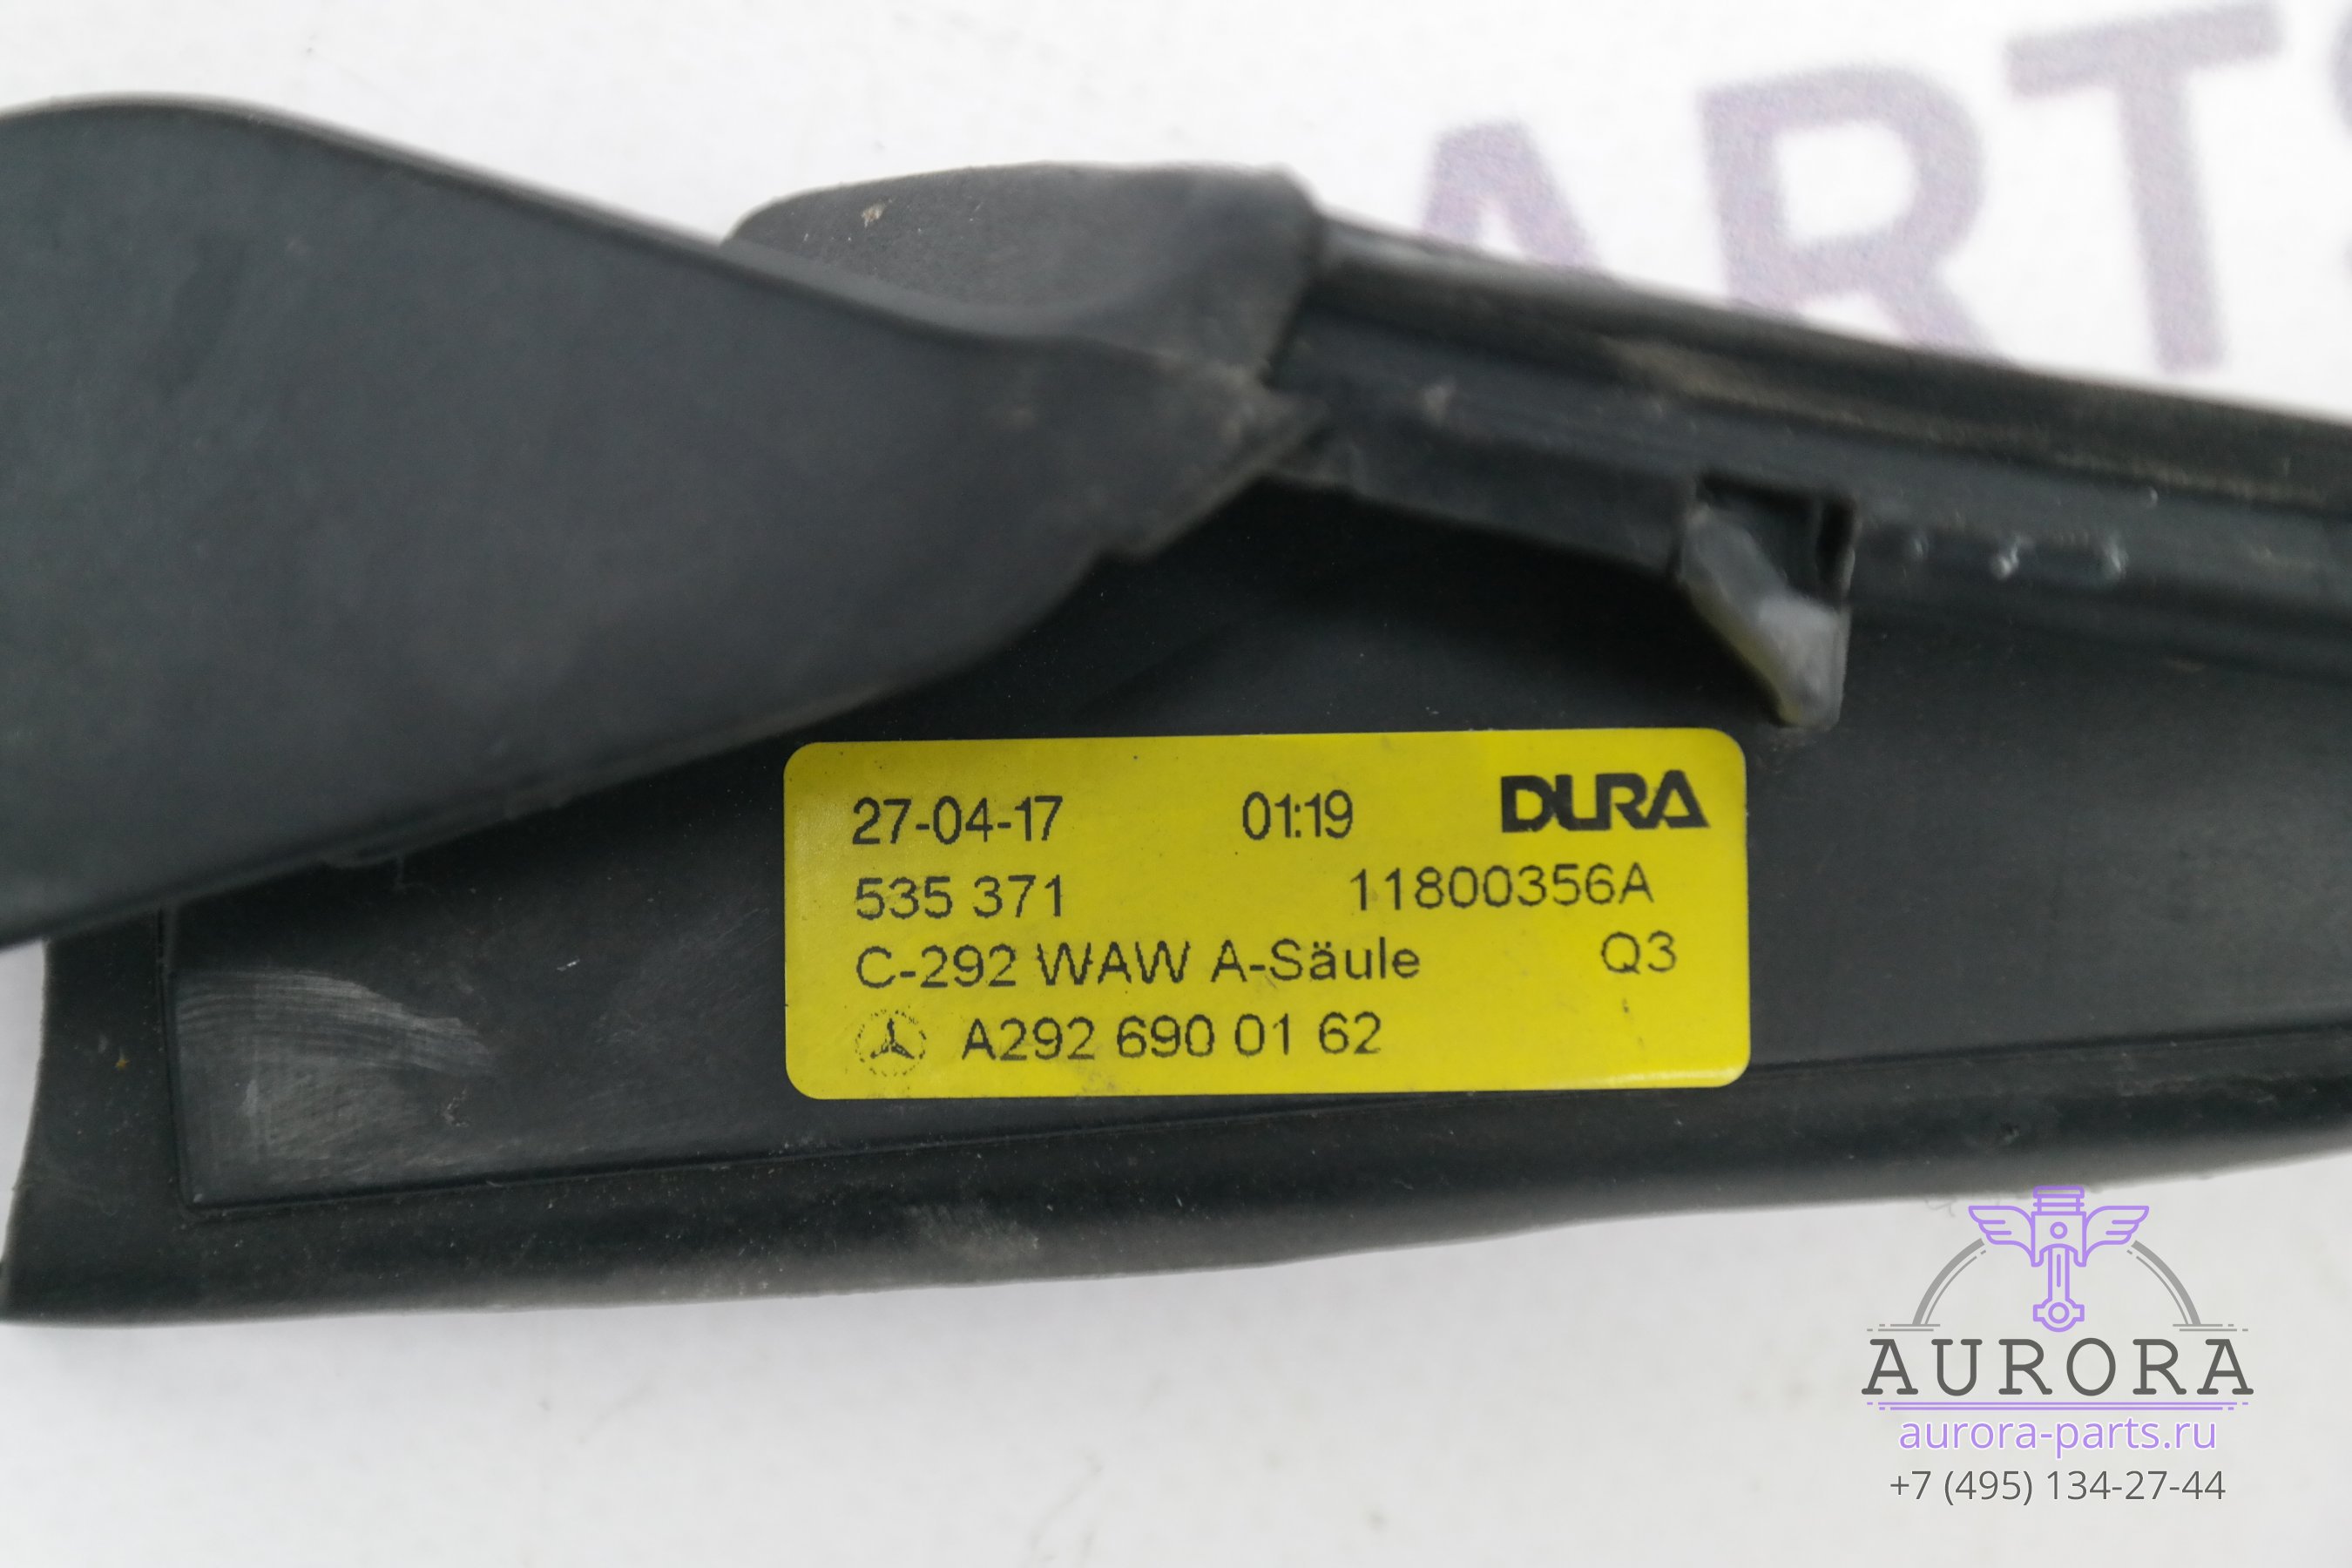 PARTS
27-04-17 01:19 DURA
535 371 11800356A
C-292 WAW A-Säule Q3
A292 690 01 62
AURORA
aurora-parts.ru
+7 (495) 134-27-44